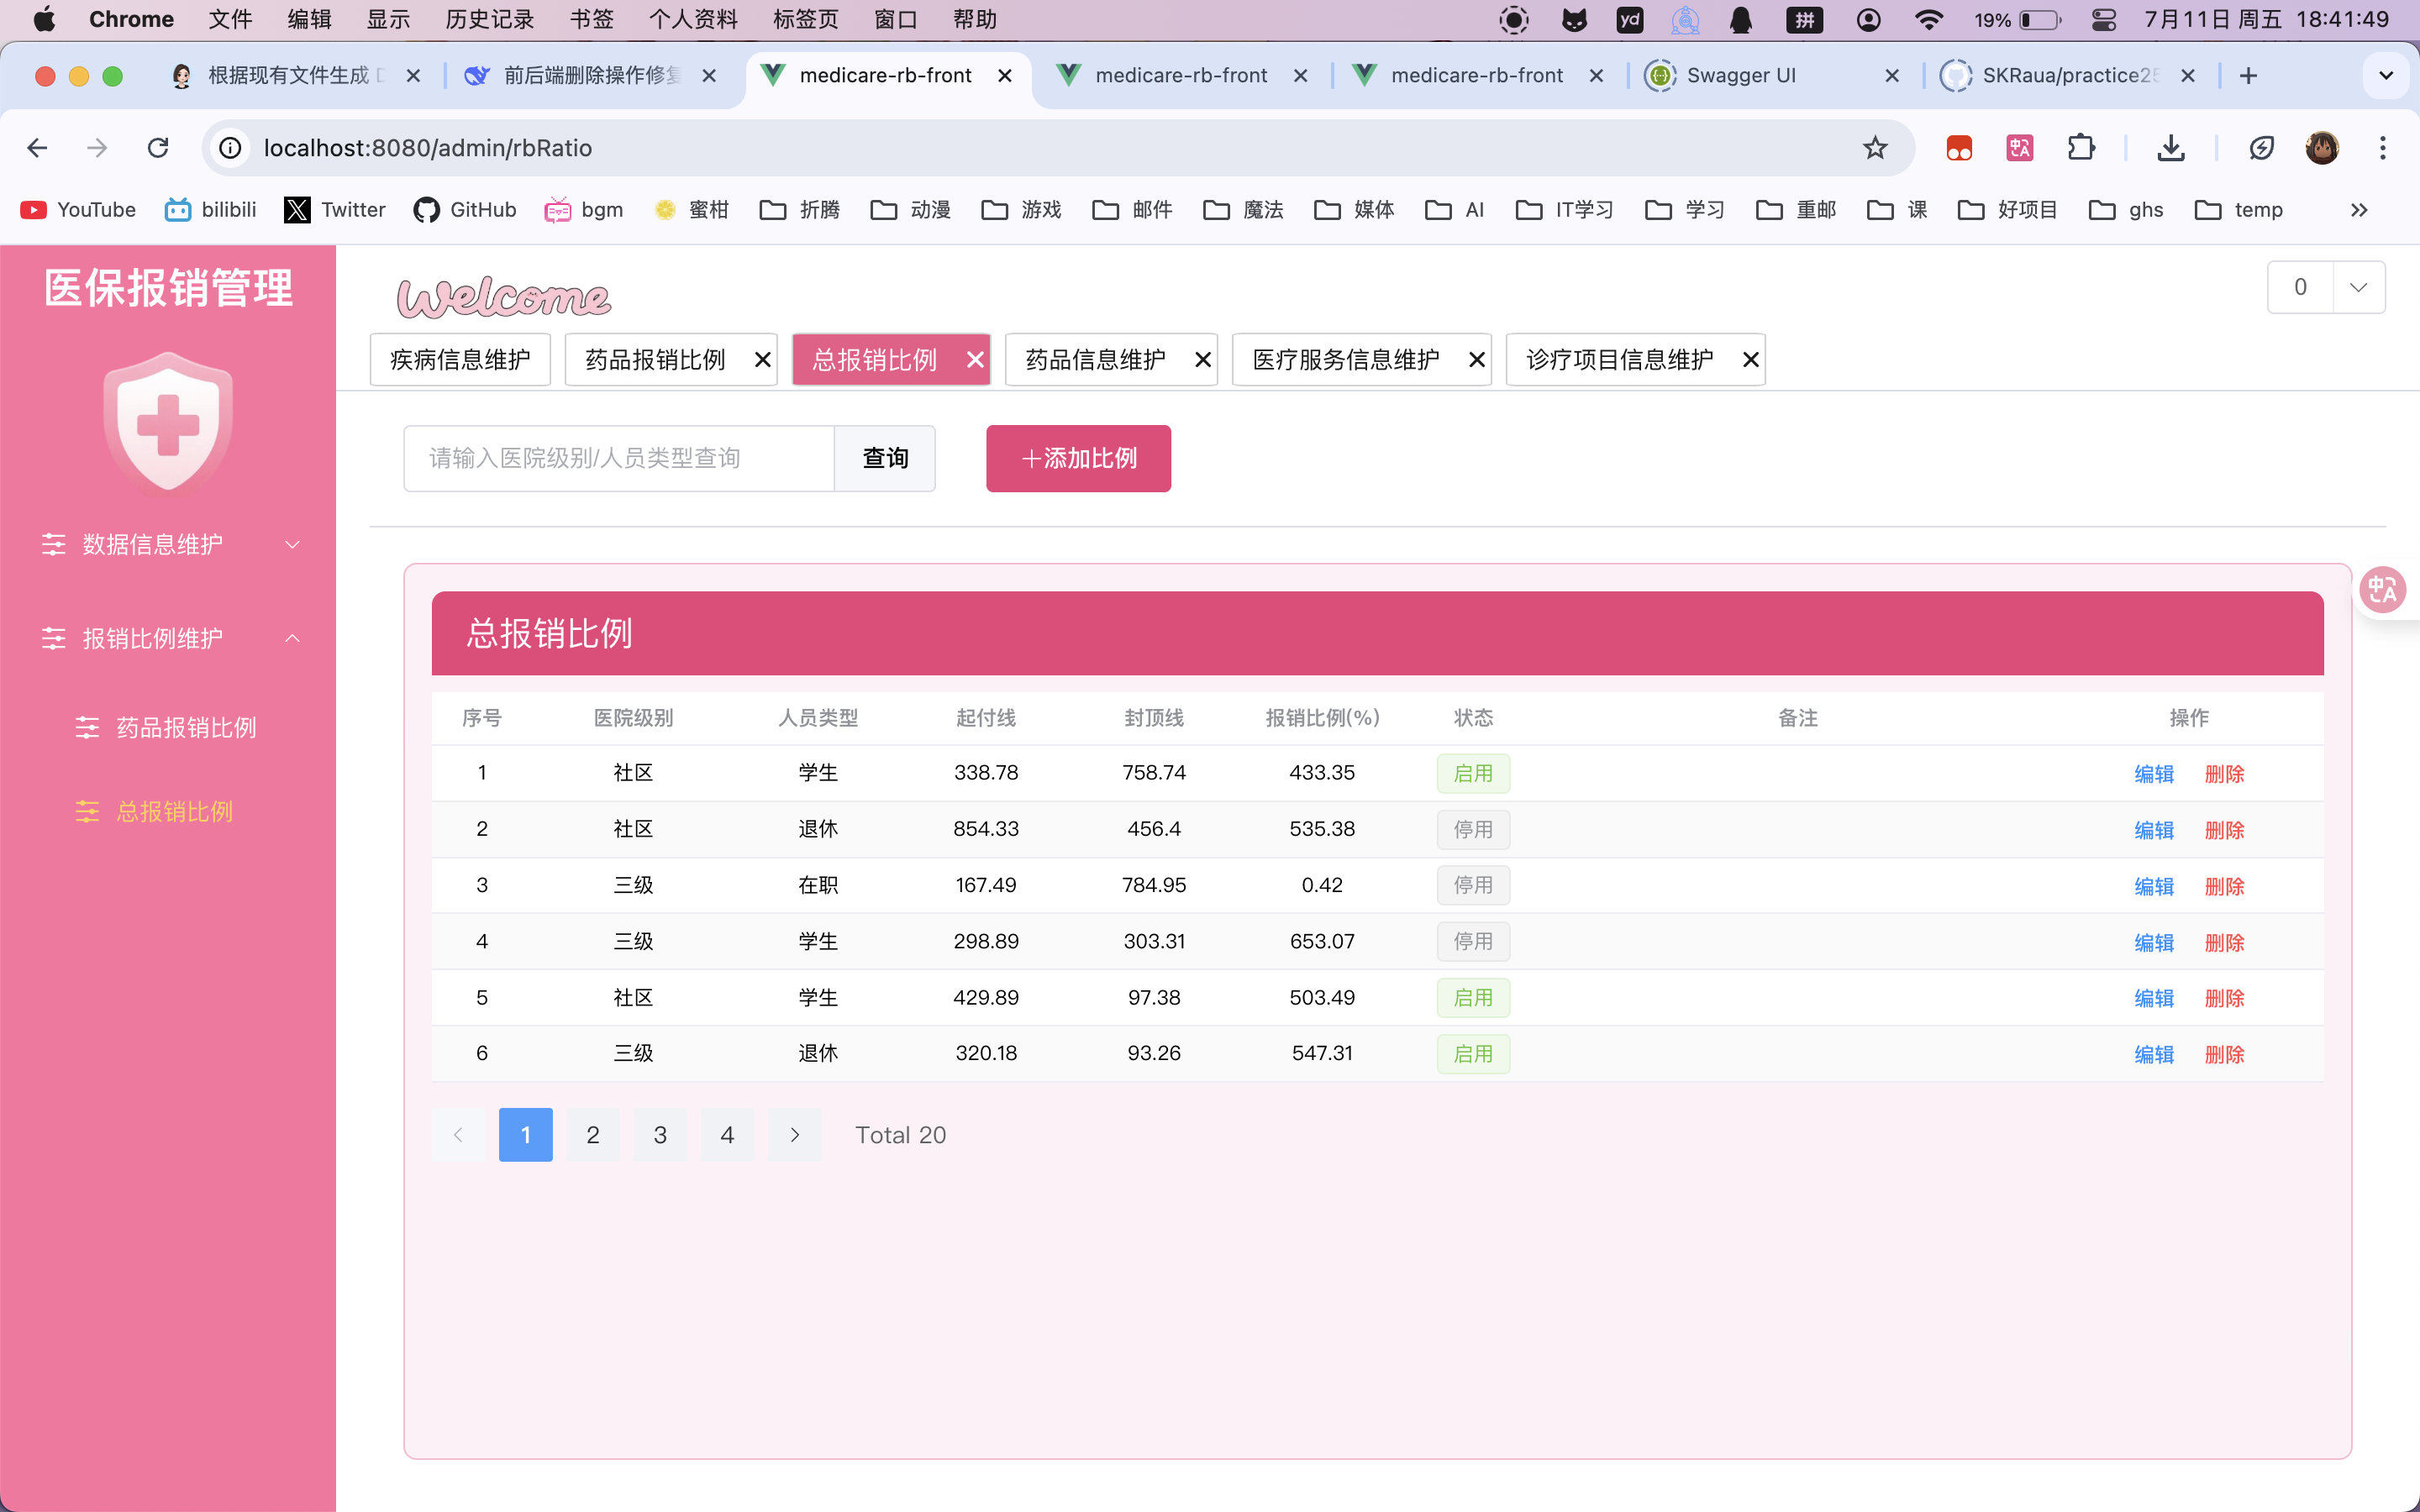 Chrome 文件 编辑 显示 历史记录 书签 个人资料 标签页 窗口 帮助 yd 拼 19% 7月11日 周五 18:41:49
根据现有文件生成 前后端删除操作修复 medicare-rb-front medicare-rb-front medicare-rb-front Swagger UI SKRaua/practice25
localhost:8080/admin/rbRatio
YouTube bilibili Twitter GitHub bgm 蜜柑 折腾 动漫 游戏 邮件 魔法 媒体 AI IT学习 学习 重邮 课 好项目 ghs temp
医保报销管理
数据信息维护
报销比例维护
药品报销比例
总报销比例
Welcome
0
疾病信息维护 药品报销比例 总报销比例 药品信息维护 医疗服务信息维护 诊疗项目信息维护
请输入医院级别/人员类型查询 查询 +添加比例
总报销比例
序号 医院级别 人员类型 起付线 封顶线 报销比例(%) 状态 备注 操作
1 社区 学生 338.78 758.74 433.35 启用 编辑 删除
2 社区 退休 854.33 456.4 535.38 停用 编辑 删除
3 三级 在职 167.49 784.95 0.42 停用 编辑 删除
4 三级 学生 298.89 303.31 653.07 停用 编辑 删除
5 社区 学生 429.89 97.38 503.49 启用 编辑 删除
6 三级 退休 320.18 93.26 547.31 启用 编辑 删除
1 2 3 4 Total 20